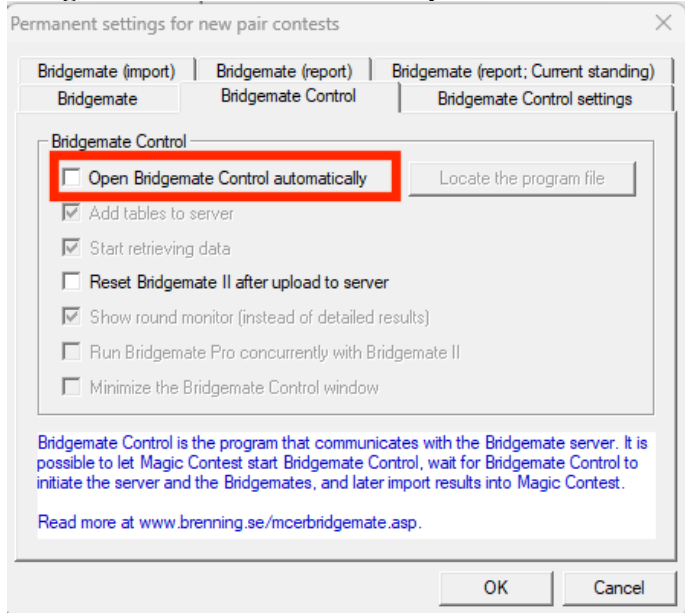 Permanent settings for new pair contests
Bridgemate (import)
Bridgemate (report)
Bridgemate (report; Current standing)
Bridgemate
Bridgemate Control
Bridgemate Control settings
Bridgemate Control
Open Bridgemate Control automatically
Locate the program file
Add tables to server
Start retrieving data
Reset Bridgemate II after upload to server
Show round monitor (instead of detailed results)
Run Bridgemate Pro concurrently with Bridgemate II
Minimize the Bridgemate Control window
Bridgemate Control is the program that communicates with the Bridgemate server. It is
possible to let Magic Contest start Bridgemate Control, wait for Bridgemate Control to
initiate the server and the Bridgemates, and later import results into Magic Contest.
Read more at www.brenning.se/mcerbridgemate.asp.
OK
Cancel